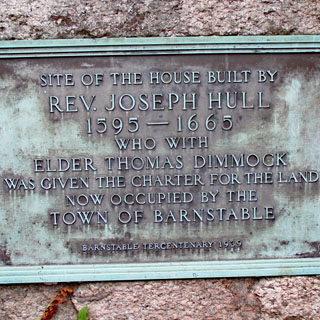 SITE OF THE HOUSE BUILT BY
REV. JOSEPH HULL
1595 — 1665
WHO WITH
ELDER THOMAS DIMMOCK
WAS GIVEN THE CHARTER FOR THE LAND
NOW OCCUPIED BY THE
TOWN OF BARNSTABLE
BARNSTABLE TERCENTENARY 1939